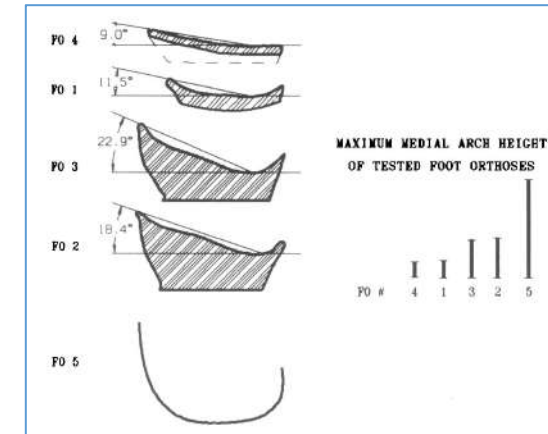 FO 4
9.0°
FO 1
11.5°
FO 3
22.9°
FO 2
18.4°
FO 5
MAXIMUM MEDIAL ARCH HEIGHT
OF TESTED FOOT ORTHOSES
FO # 4 1 3 2 5